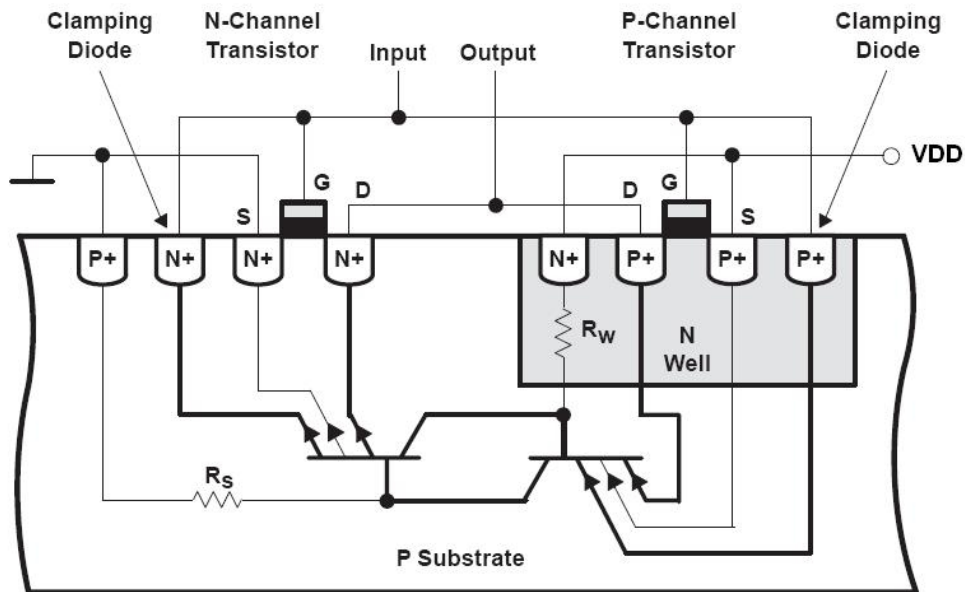 Clamping
Diode
N-Channel
Transistor
Input
Output
P-Channel
Transistor
Clamping
Diode
VDD
G
D
S
D
G
S
P+
N+
N+
N+
N+
P+
P+
P+
RW
N
Well
RS
P Substrate